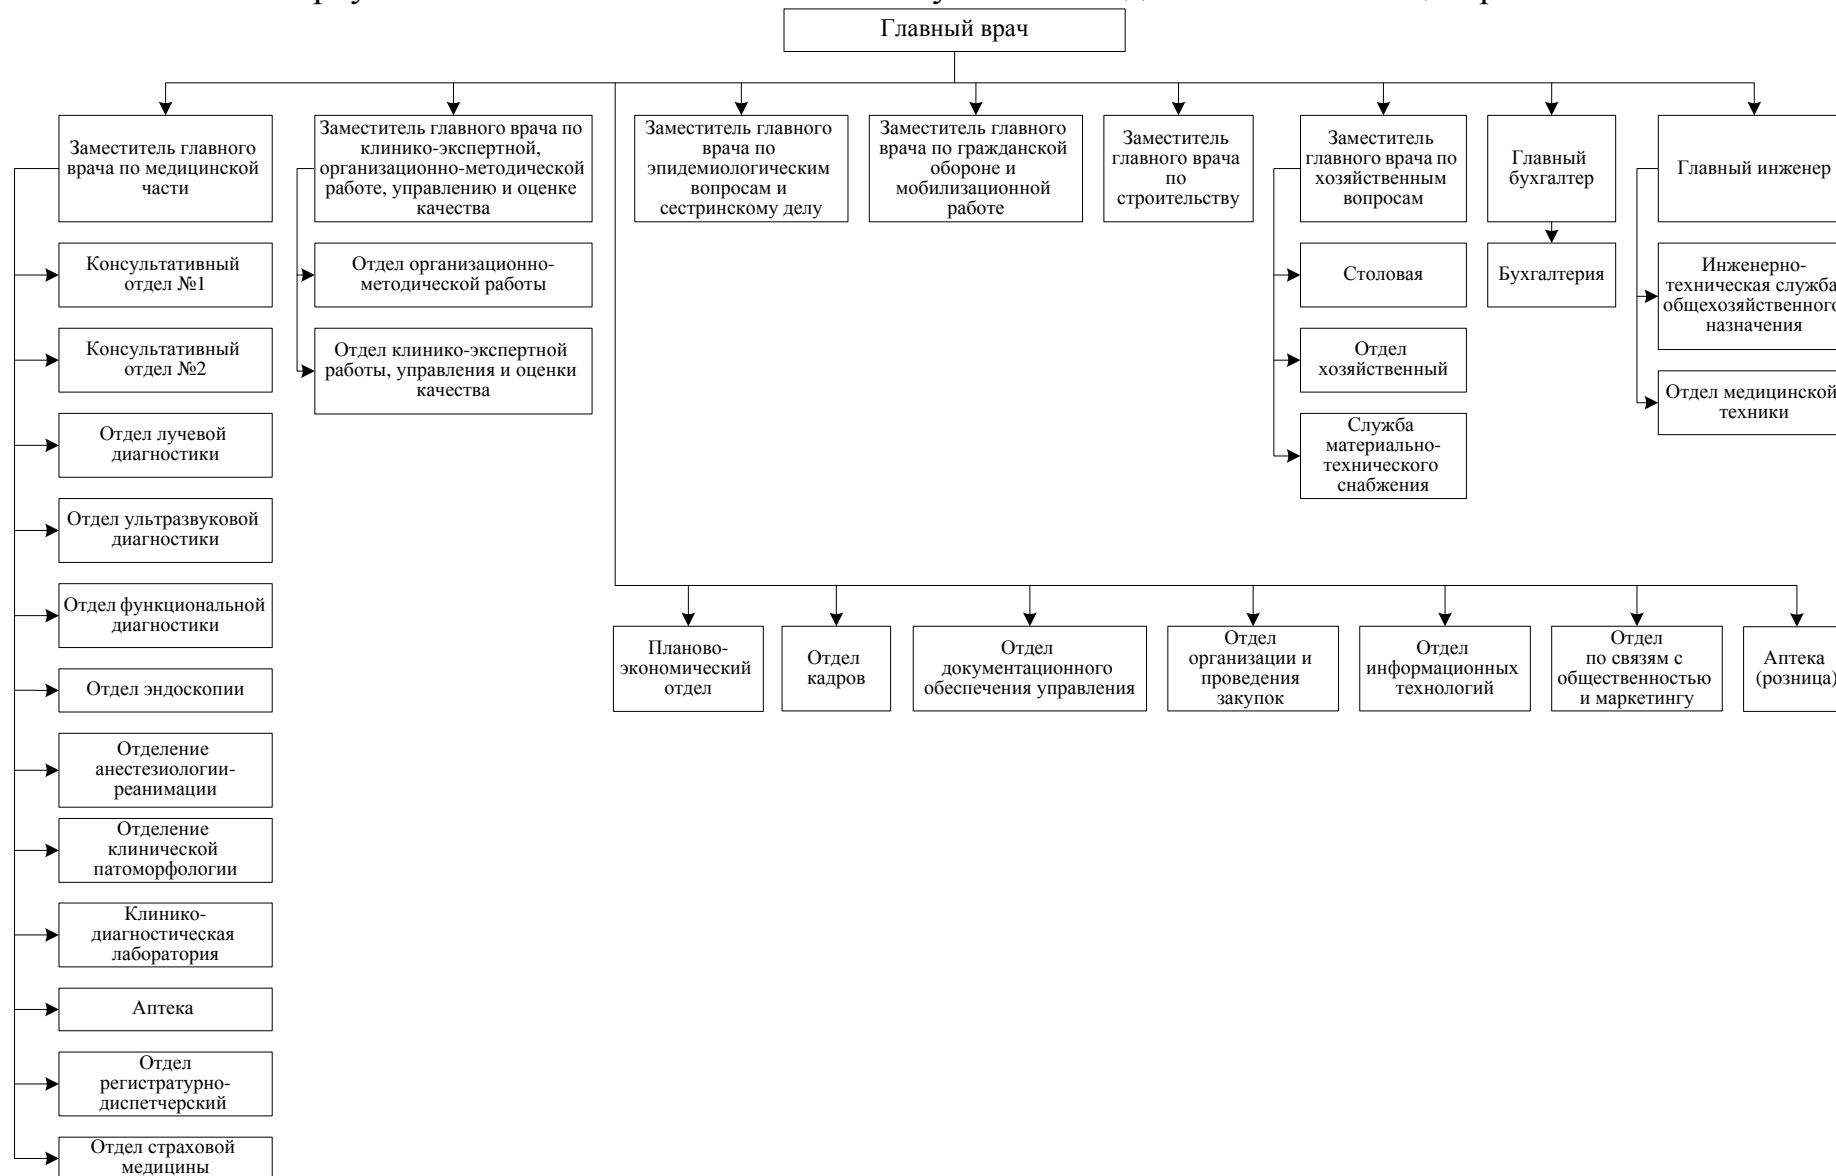 Главный врач
Заместитель главного
врача по медицинской
части
Заместитель главного врача по
клинико-экспертной,
организационно-методической
работе, управлению и оценке
качества
Заместитель главного
врача по
эпидемиологическим
вопросам и
сестринскому делу
Заместитель главного
врача по гражданской
обороне и
мобилизационной
работе
Заместитель
главного врача
по
строительству
Заместитель
главного врача по
хозяйственным
вопросам
Главный
бухгалтер
Главный инженер
Консультативный
отдел №1
Консультативный
отдел №2
Отдел лучевой
диагностики
Отдел ультразвуковой
диагностики
Отдел функциональной
диагностики
Отдел эндоскопии
Отделение
анестезиологии-
реанимации
Отделение
клинической
патоморфологии
Клинико-
диагностическая
лаборатория
Аптека
Отдел
регистратурно-
диспетчерский
Отдел страховой
медицины
Отдел организационно-
методической работы
Отдел клинико-экспертной
работы, управления и оценки
качества
Столовая
Отдел
хозяйственный
Служба
материально-
технического
снабжения
Бухгалтерия
Инженерно-
техническая служба
общехозяйственного
назначения
Отдел медицинской
техники
Планово-
экономический
отдел
Отдел
кадров
Отдел
документационного
обеспечения управления
Отдел
организации и
проведения
закупок
Отдел
информационных
технологий
Отдел
по связям с
общественностью
и маркетингу
Аптека
(розница)